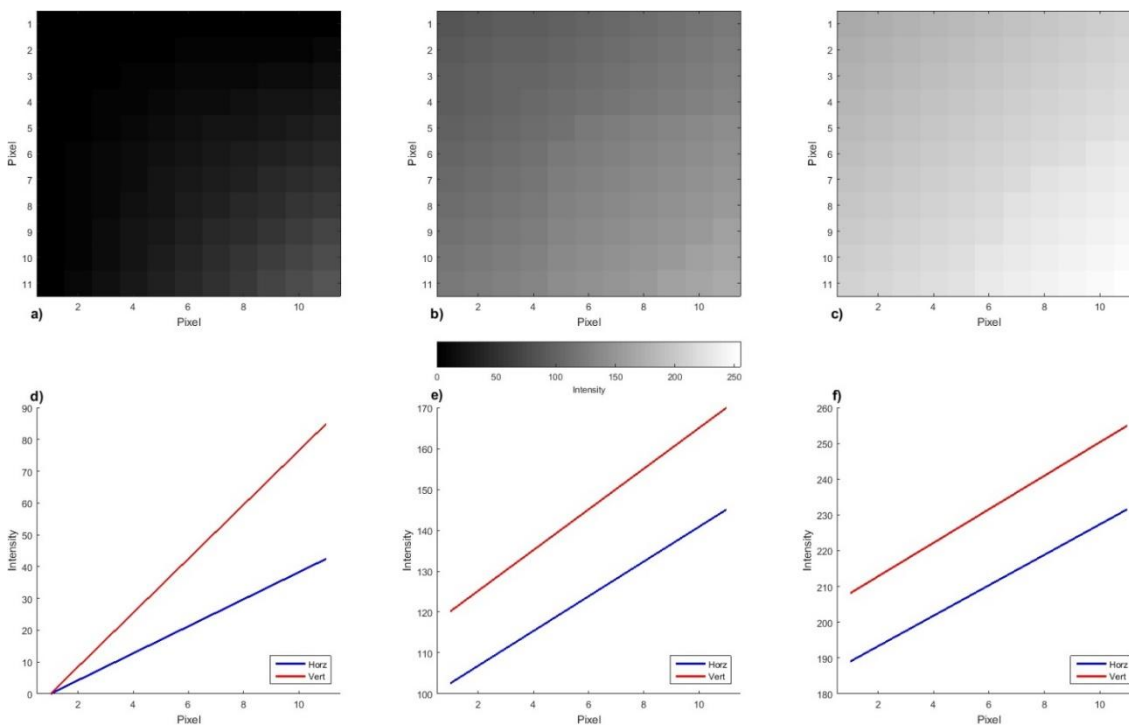 1
2
3
4
5
6
7
8
9
10
11
Pixel
2 4 6 8 10
Pixel
a)
1
2
3
4
5
6
7
8
9
10
11
Pixel
2 4 6 8 10
Pixel
b)
1
2
3
4
5
6
7
8
9
10
11
Pixel
2 4 6 8 10
Pixel
c)
0 50 100 150 200 250
Intensity
d)
90
80
70
60
50
40
30
20
10
0
Intensity
2 4 6 8 10
Pixel
Horz
Vert
e)
170
160
150
140
130
120
110
100
Intensity
2 4 6 8 10
Pixel
Horz
Vert
f)
260
250
240
230
220
210
200
190
180
Intensity
2 4 6 8 10
Pixel
Horz
Vert